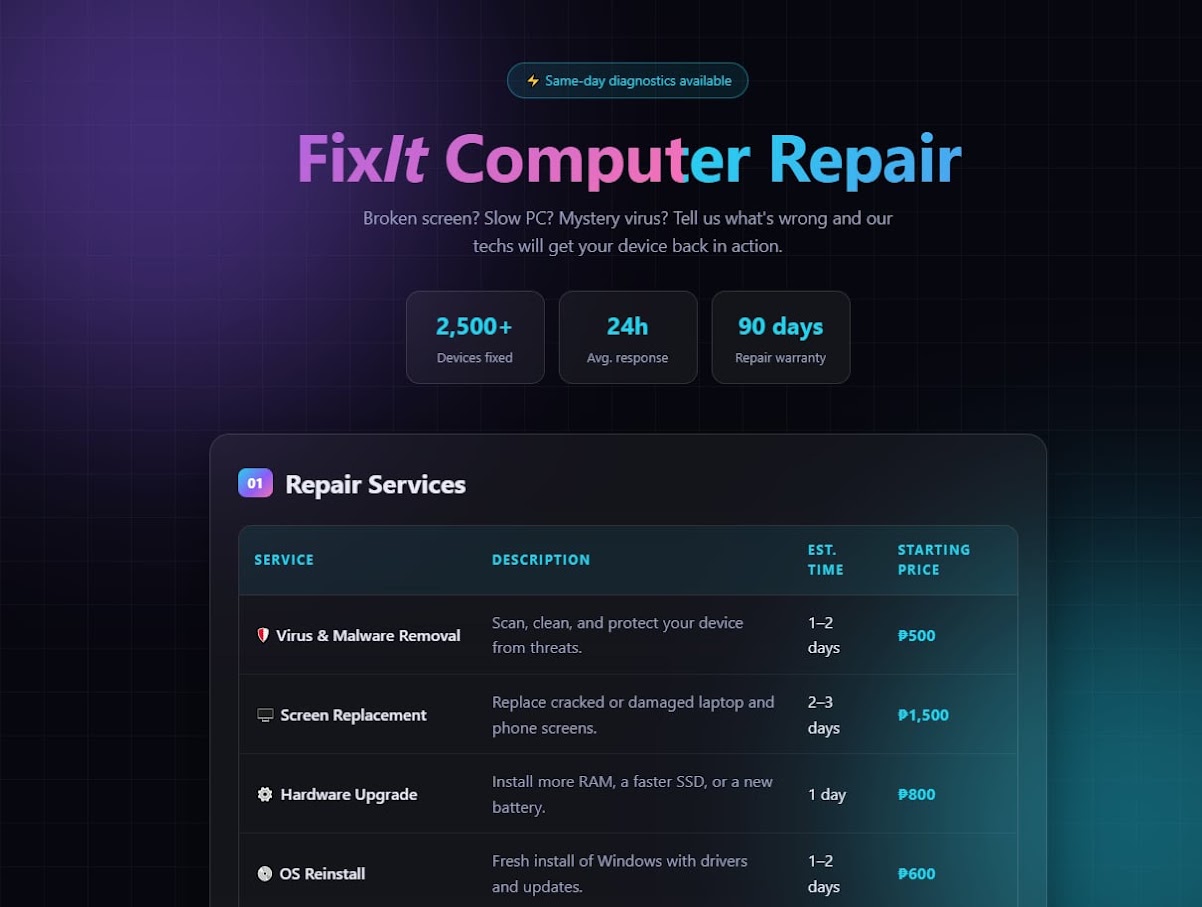 ⚡ Same-day diagnostics available
FixIt Computer Repair
Broken screen? Slow PC? Mystery virus? Tell us what's wrong and our
techs will get your device back in action.
2,500+
Devices fixed
24h
Avg. response
90 days
Repair warranty
01 Repair Services
SERVICE
DESCRIPTION
EST.
TIME
STARTING
PRICE
Virus & Malware Removal
Scan, clean, and protect your device
from threats.
1–2
days
₱500
Screen Replacement
Replace cracked or damaged laptop and
phone screens.
2–3
days
₱1,500
Hardware Upgrade
Install more RAM, a faster SSD, or a new
battery.
1 day
₱800
OS Reinstall
Fresh install of Windows with drivers
and updates.
1–2
days
₱600